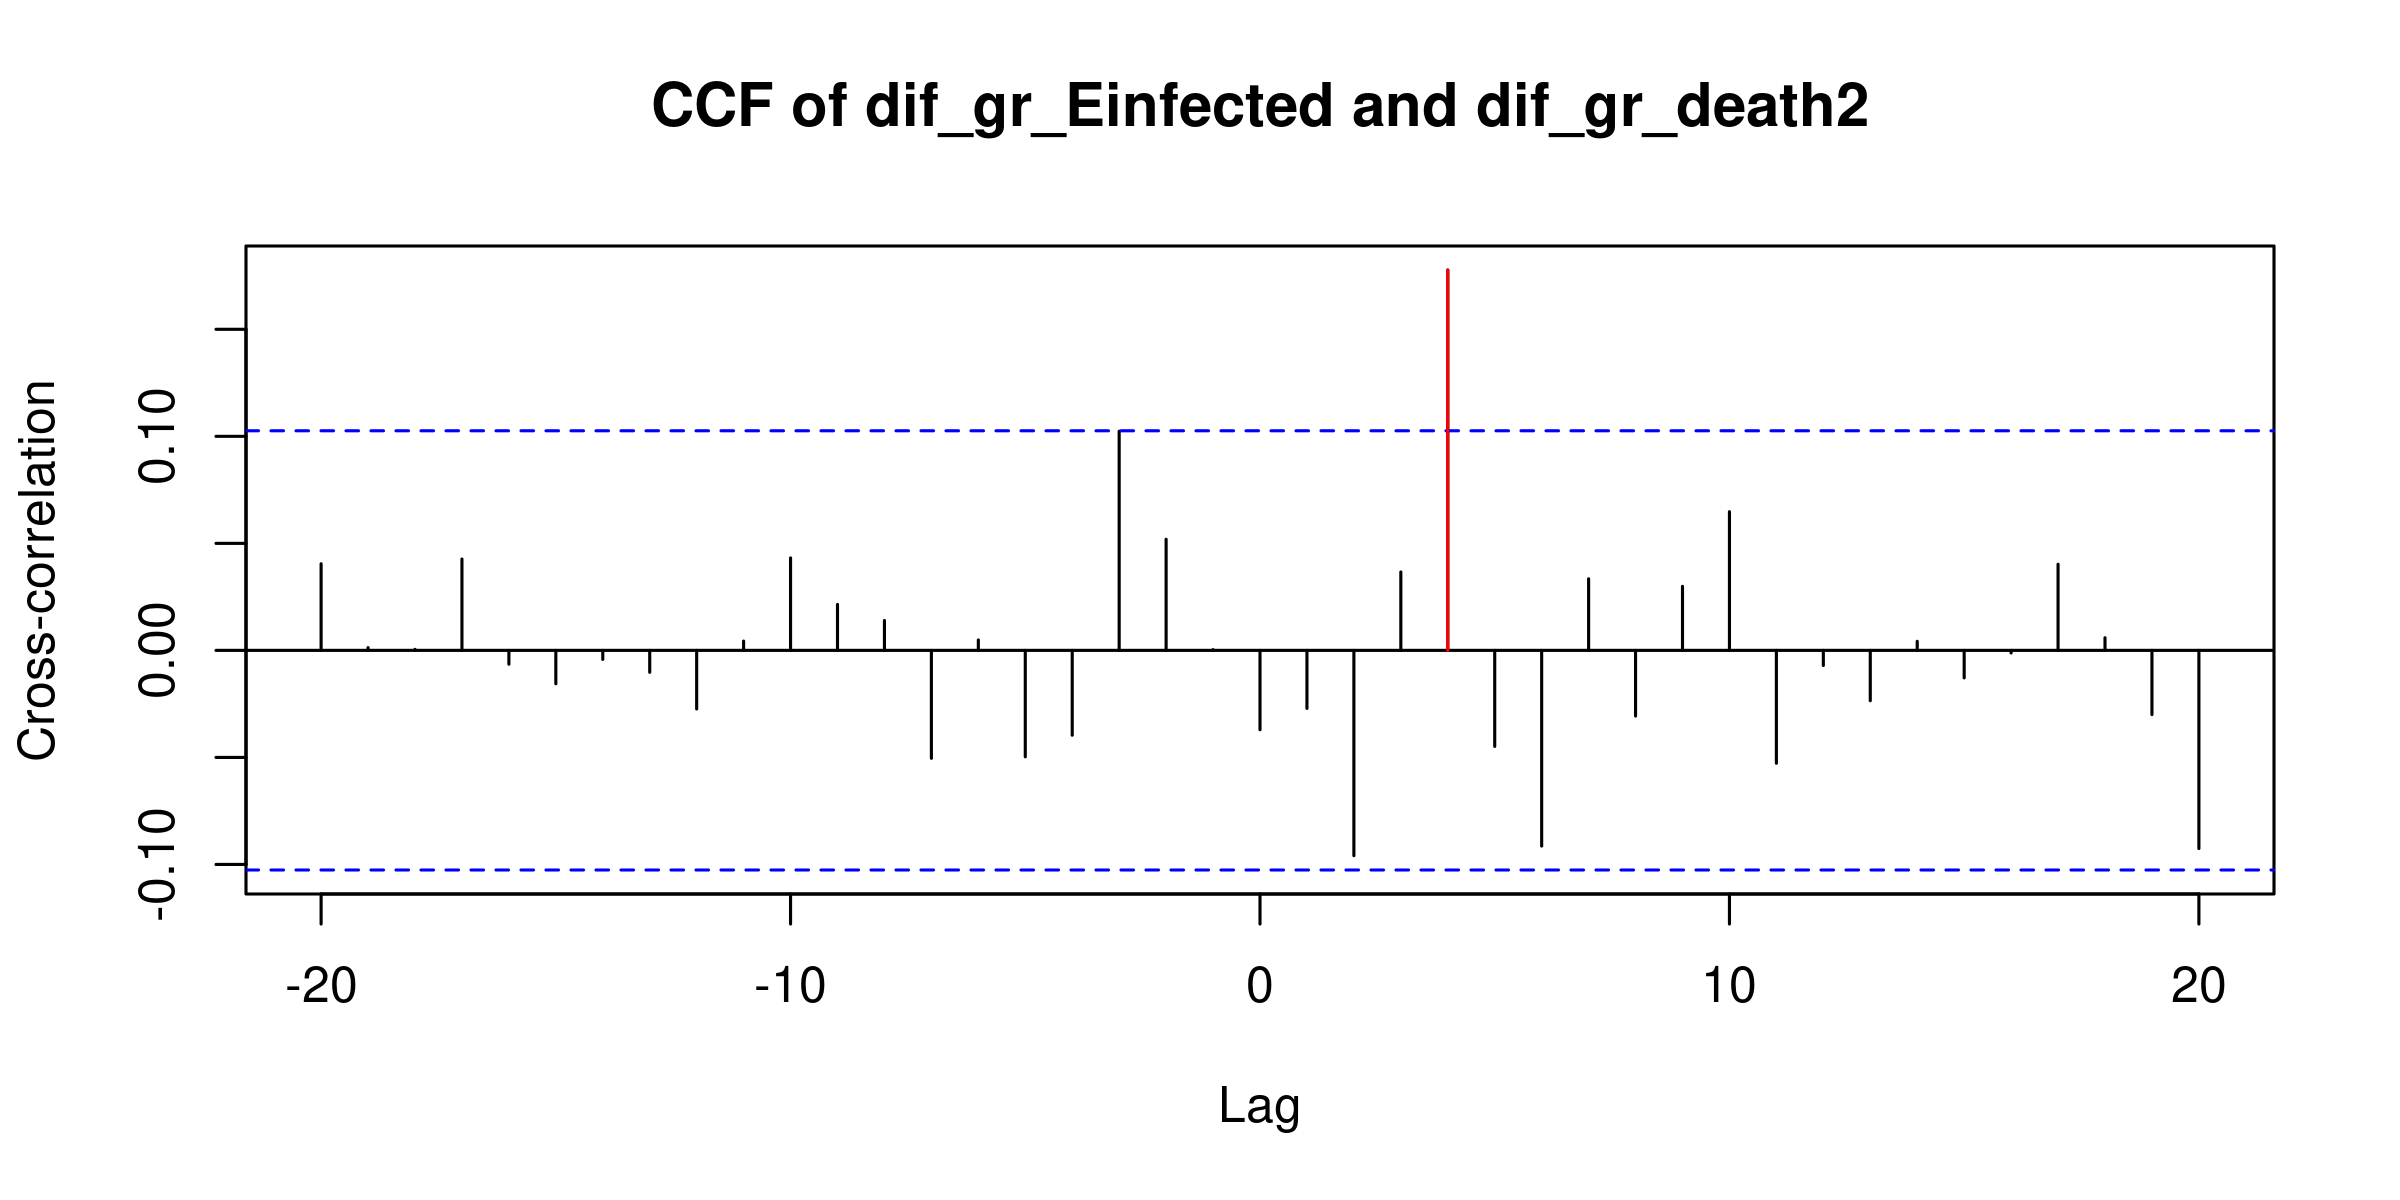 CCF of dif_gr_Einfected and dif_gr_death2
Cross-correlation
0.10
0.00
-0.10
-20 -10 0 10 20
Lag